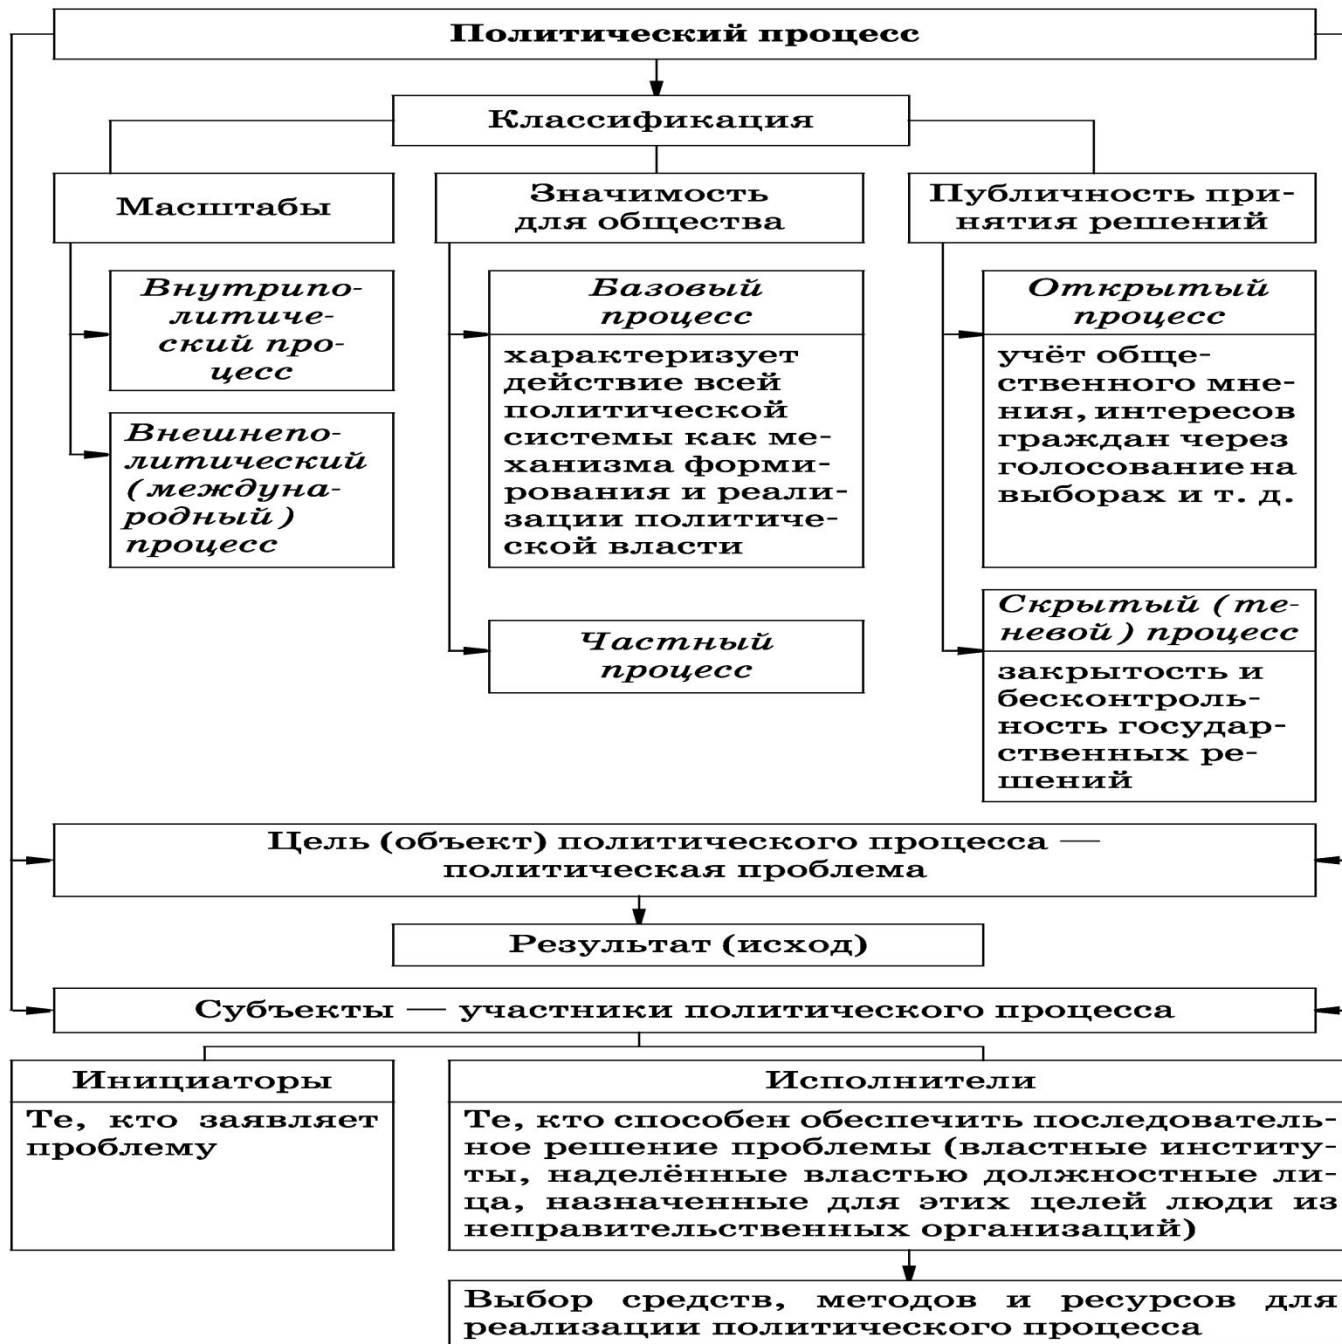 Политический процесс
Классификация
Масштабы
Внутрипо-
литиче-
ский про-
цесс
Внешнепо-
литический
(междуна-
родный)
процесс
Значимость
для общества
Базовый
процесс
характеризует
действие всей
политической
системы как ме-
ханизма форми-
рования и реали-
зации политиче-
ской власти
Частный
процесс
Публичность при-
нятия решений
Открытый
процесс
учёт обще-
ственного мне-
ния, интересов
граждан через
голосование на
выборах и т. д.
Скрытый (те-
невой) процесс
закрытость и
бесконтроль-
ность государ-
ственных ре-
шений
Цель (объект) политического процесса —
политическая проблема
Результат (исход)
Субъекты — участники политического процесса
Инициаторы
Те, кто заявляет
проблему
Исполнители
Те, кто способен обеспечить последователь-
ное решение проблемы (властные институ-
ты, наделённые властью должностные ли-
ца, назначенные для этих целей люди из
неправительственных организаций)
Выбор средств, методов и ресурсов для
реализации политического процесса